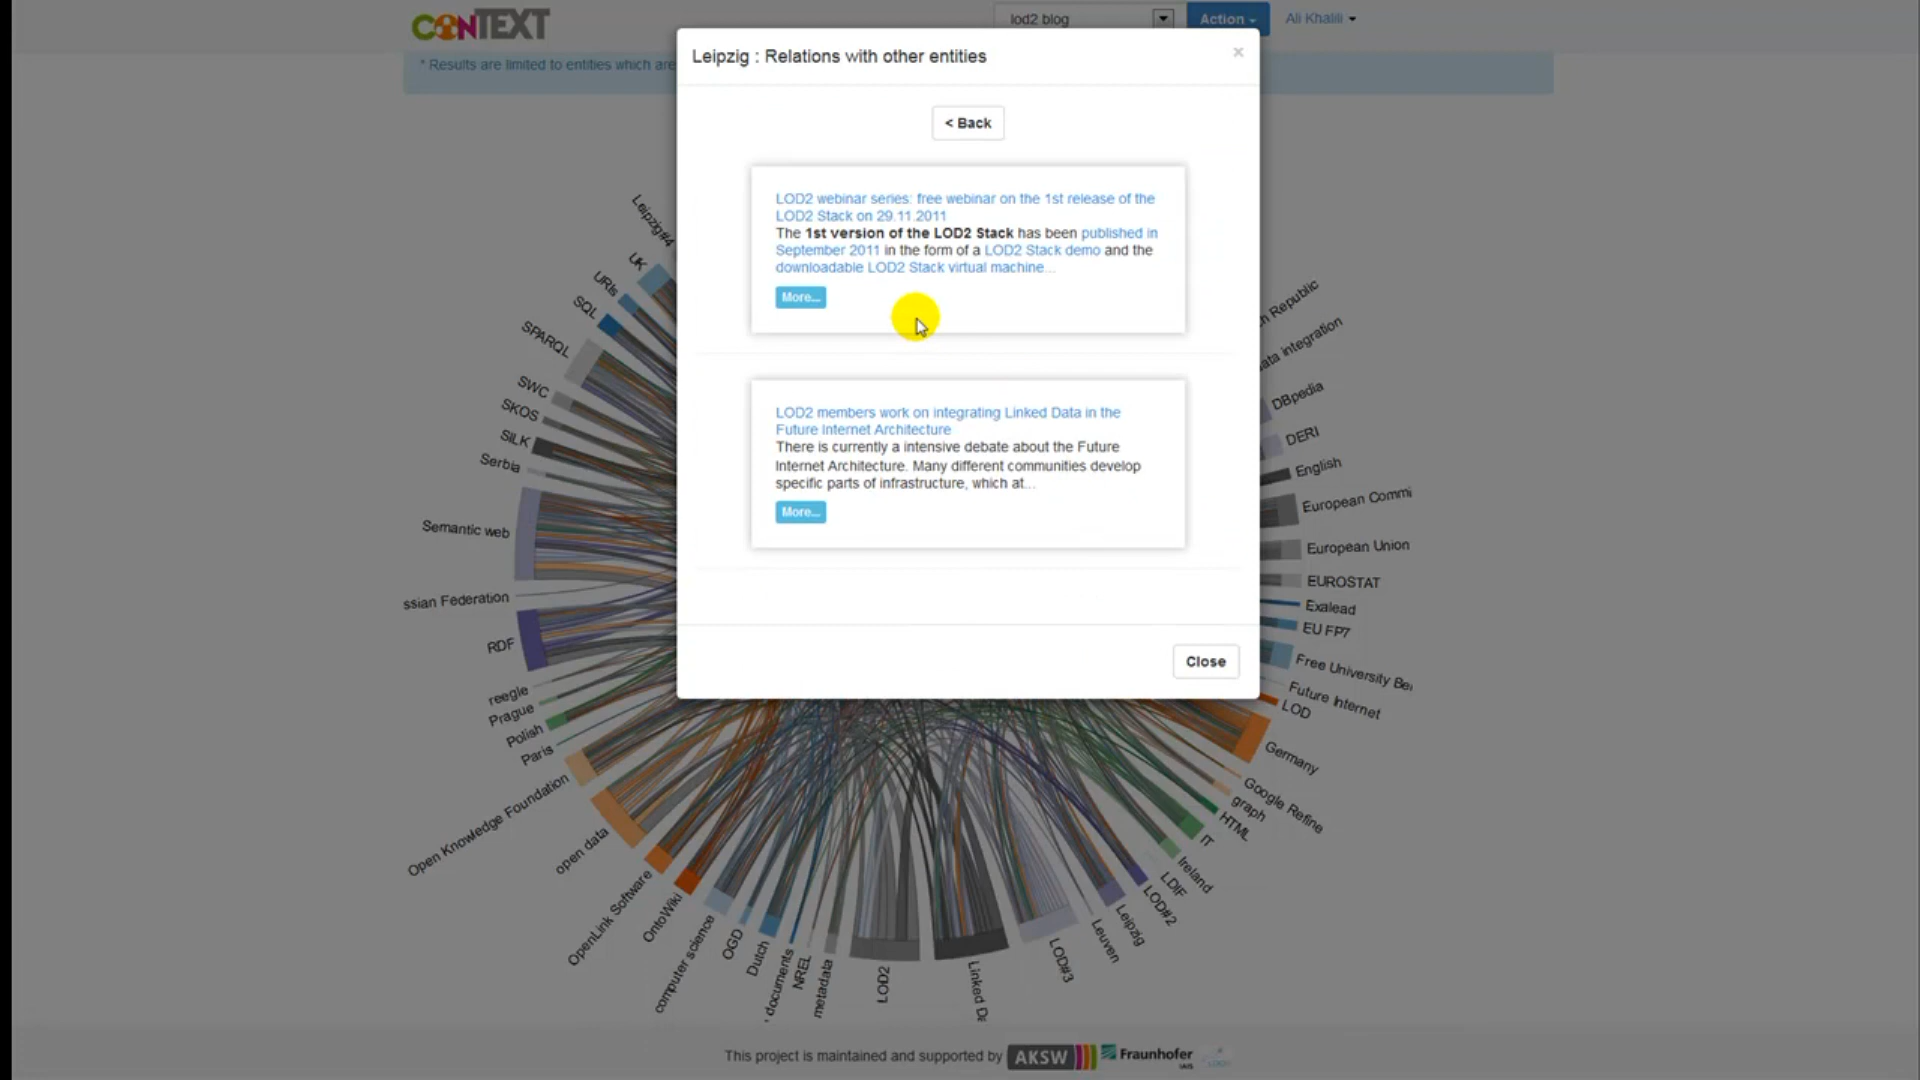 CONTEXT
lod2 blog
Action
Ali Khalili
* Results are limited to entities which are
Leipzig : Relations with other entities
×
< Back
LOD2 webinar series: free webinar on the 1st release of the
LOD2 Stack on 29.11.2011
The 1st version of the LOD2 Stack has been published in
September 2011 in the form of a LOD2 Stack demo and the
downloadable LOD2 Stack virtual machine...
More...
LOD2 members work on integrating Linked Data in the
Future Internet Architecture
There is currently a intensive debate about the Future
Internet Architecture. Many different communities develop
specific parts of infrastructure, which at...
More...
Close
Leipzig#4
UK
URIs
SQL
SPARQL
SWC
SKOS
SILK
Serbia
Semantic web
ssian Federation
RDF
reegle
Prague
Polish
Paris
Open Knowledge Foundation
open data
OpenLink Software
OntoWiki
computer science
OGD
Dutch
documents
NREL
metadata
LOD2
Linked Da
LOD#3
Leuven
Leipzig
LOD#2
LDIF
Ireland
IT
HTML
graph
Google Refine
Germany
LOD
Future Internet
Free University Be
EU FP7
Exalead
EUROSTAT
European Union
European Commi
English
DERI
DBpedia
ata integration
h Republic
This project is maintained and supported by AKSW Fraunhofer
IAIS